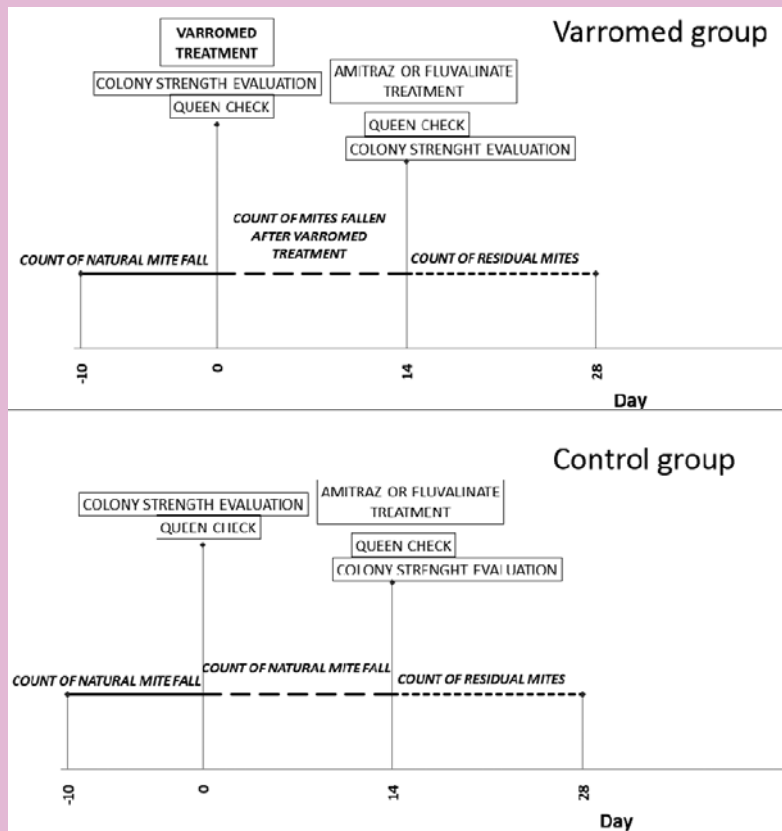 Varromed group
VARROMED
TREATMENT
COLONY STRENGTH EVALUATION
QUEEN CHECK
AMITRAZ OR FLUVALINATE
TREATMENT
QUEEN CHECK
COLONY STRENGHT EVALUATION
COUNT OF MITES FALLEN
AFTER VARROMED
TREATMENT
COUNT OF NATURAL MITE FALL
COUNT OF RESIDUAL MITES
-10
0
14
28
Day
Control group
COLONY STRENGTH EVALUATION
QUEEN CHECK
AMITRAZ OR FLUVALINATE
TREATMENT
QUEEN CHECK
COLONY STRENGHT EVALUATION
COUNT OF NATURAL MITE FALL
COUNT OF NATURAL MITE FALL
COUNT OF RESIDUAL MITES
-10
0
14
28
Day